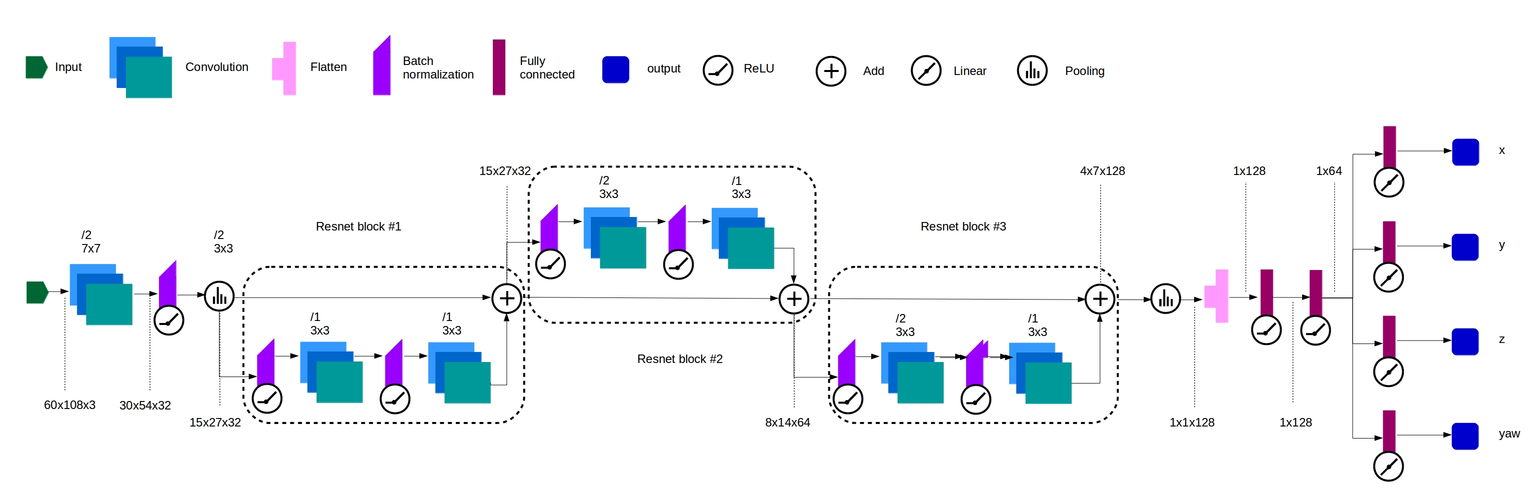 Input
Convolution
Flatten
Batch
normalization
Fully
connected
output
ReLU
Add
Linear
Pooling
/2
7x7
/2
3x3
60x108x3
30x54x32
15x27x32
Resnet block #1
/1
3x3
/1
3x3
15x27x32
/2
3x3
/1
3x3
Resnet block #2
8x14x64
Resnet block #3
/2
3x3
/1
3x3
4x7x128
1x1x128
1x128
1x128
1x64
x
y
z
yaw